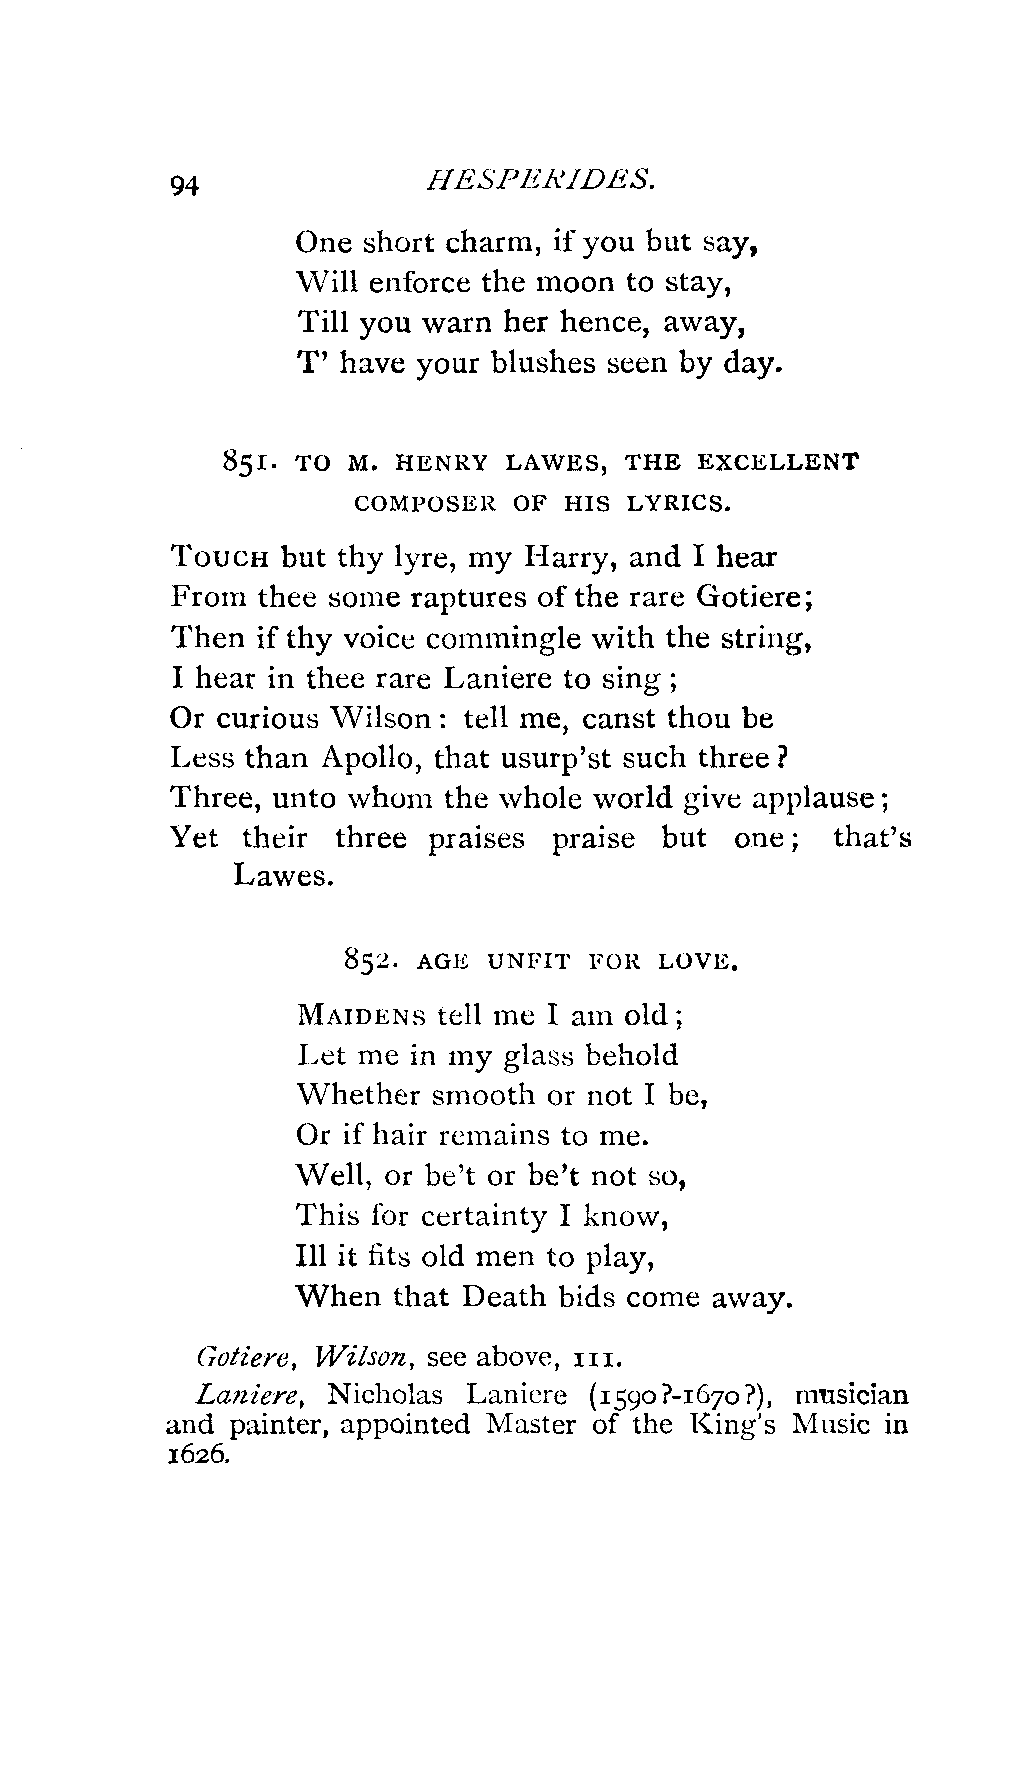 94 HESPERIDES.
One short charm, if you but say,
Will enforce the moon to stay,
Till you warn her hence, away,
T' have your blushes seen by day.
851. TO M. HENRY LAWES, THE EXCELLENT
COMPOSER OF HIS LYRICS.
TOUCH but thy lyre, my Harry, and I hear
From thee some raptures of the rare Gotiere;
Then if thy voice commingle with the string,
I hear in thee rare Laniere to sing;
Or curious Wilson: tell me, canst thou be
Less than Apollo, that usurp'st such three?
Three, unto whom the whole world give applause;
Yet their three praises praise but one; that's
Lawes.
852. AGE UNFIT FOR LOVE.
MAIDENS tell me I am old;
Let me in my glass behold
Whether smooth or not I be,
Or if hair remains to me.
Well, or be't or be't not so,
This for certainty I know,
Ill it fits old men to play,
When that Death bids come away.
Gotiere, Wilson, see above, 111.
Laniere, Nicholas Laniere (1590?-1670?), musician
and painter, appointed Master of the King's Music in
1626.